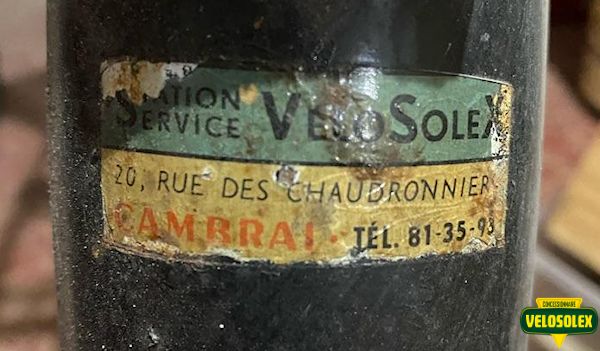 STATION
SERVICE VELOSOLEX
20, RUE DES CHAUDRONNIER
CAMBRAI. TÉL. 81-35-93
CONCESSIONNAIRE
VELOSOLEX